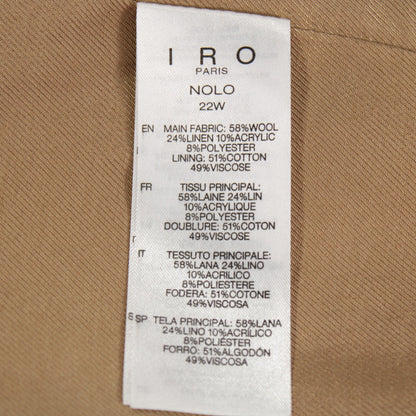 IRO
PARIS
NOLO
22W
EN MAIN FABRIC: 58%WOOL
24%LINEN 10%ACRYLIC
8%POLYESTER
LINING: 51%COTTON
49%VISCOSE
FR TISSU PRINCIPAL:
58%LAINE 24%LIN
10%ACRYLIQUE
8%POLYESTER
DOUBLURE: 51%COTON
49%VISCOSE
IT TESSUTO PRINCIPALE:
58%LANA 24%LINO
10%ACRILICO
8%POLIESTERE
FODERA: 51%COTONE
49%VISCOSA
SP TELA PRINCIPAL: 58%LANA
24%LINO 10%ACRÍLICO
8%POLIÉSTER
FORRO: 51%ALGODÓN
49%VISCOSA